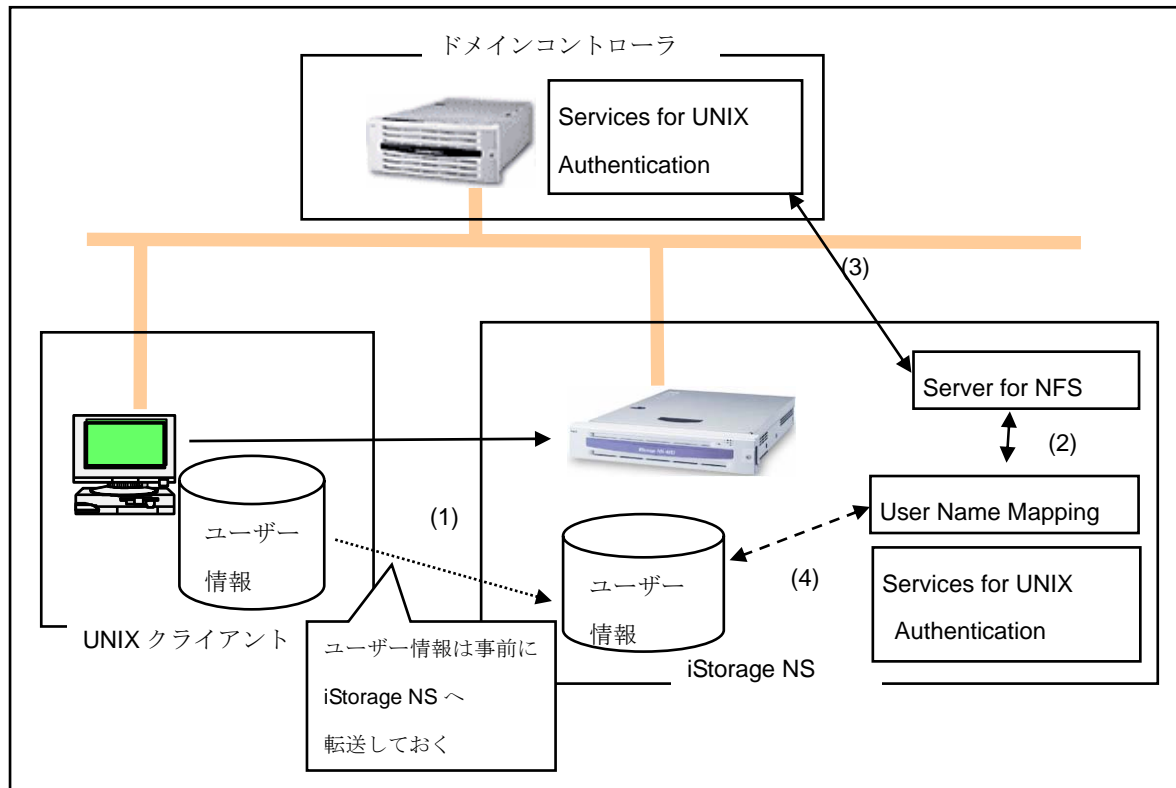 ドメインコントローラ
Services for UNIX
Authentication
(3)
Server for NFS
(2)
User Name Mapping
(1)
ユーザー
情報
ユーザー
情報
(4)
Services for UNIX
Authentication
UNIX クライアント
ユーザー情報は事前に
iStorage NS へ
転送しておく
iStorage NS